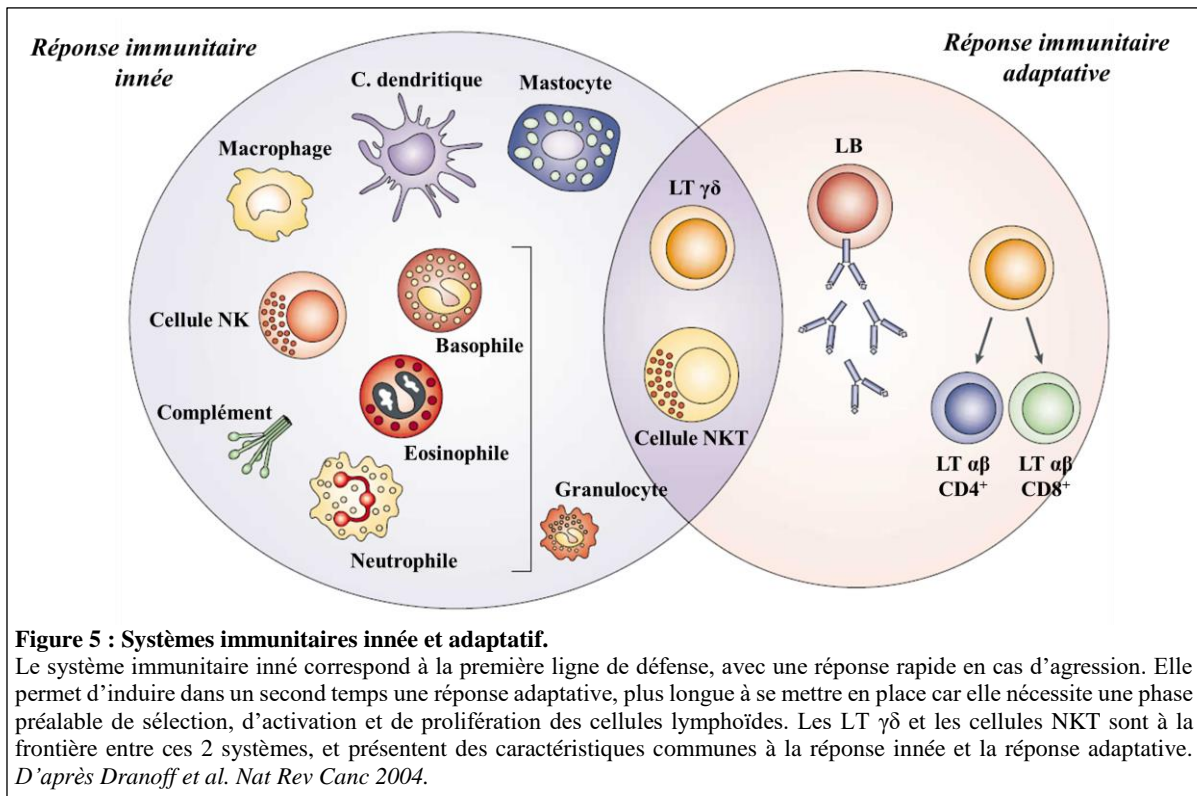 Réponse immunitaire
innée
Réponse immunitaire
adaptative
C. dendritique
Mastocyte
Macrophage
LB
LT γδ
Cellule NK
Basophile
Complément
Eosinophile
Cellule NKT
Granulocyte
Neutrophile
LT αβ
CD4⁺
LT αβ
CD8⁺
Figure 5 : Systèmes immunitaires innée et adaptatif.
Le système immunitaire inné correspond à la première ligne de défense, avec une réponse rapide en cas d’agression. Elle
permet d’induire dans un second temps une réponse adaptative, plus longue à se mettre en place car elle nécessite une phase
préalable de sélection, d’activation et de prolifération des cellules lymphoïdes. Les LT γδ et les cellules NKT sont à la
frontière entre ces 2 systèmes, et présentent des caractéristiques communes à la réponse innée et la réponse adaptative.
D’après Dranoff et al. Nat Rev Canc 2004.